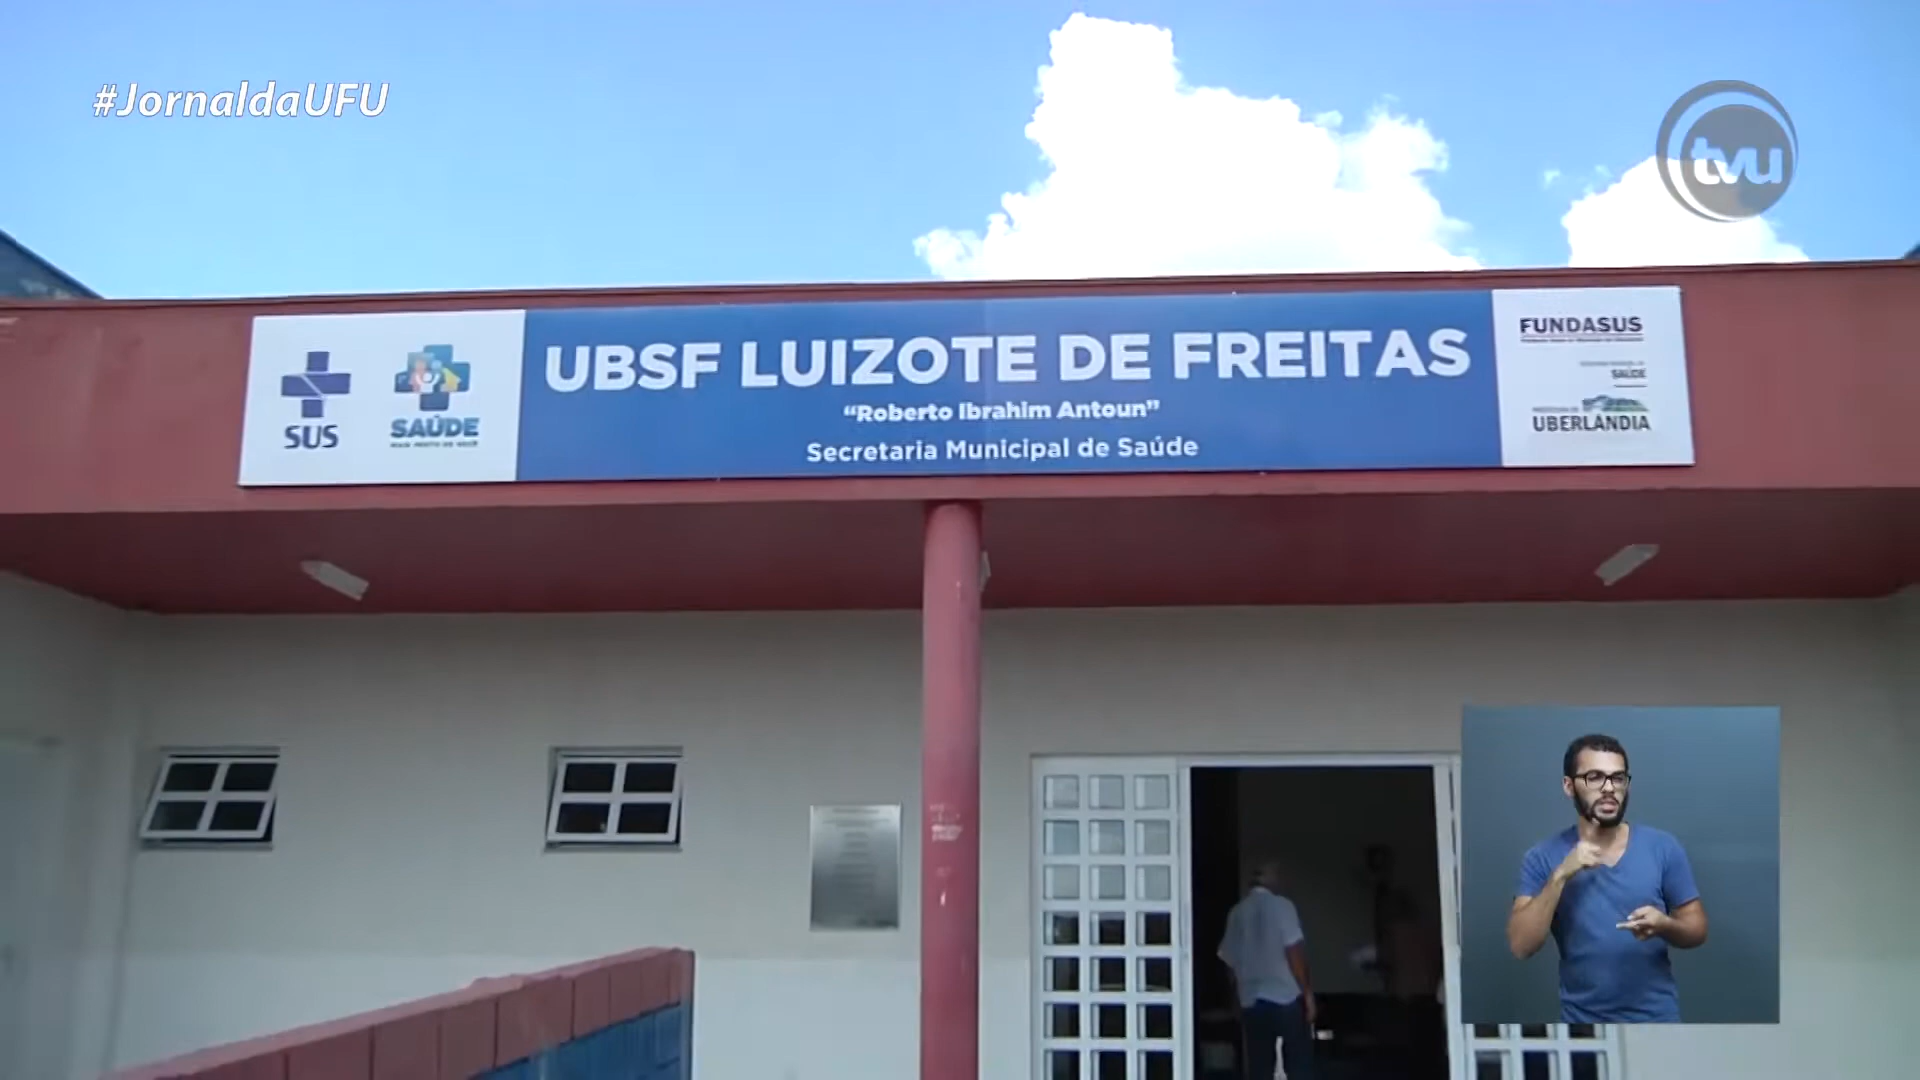 #JornaldaUFU
tvu
UBSF LUIZOTE DE FREITAS
"Roberto Ibrahim Antoun"
Secretaria Municipal de Saúde
SUS
SAÚDE
FUNDASUS
SAÚDE
UBERLÂNDIA